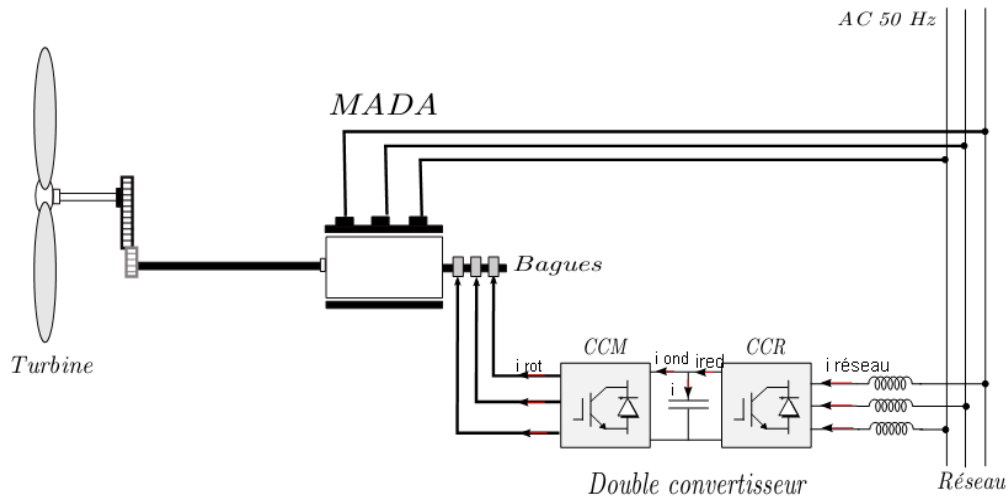 AC 50 Hz
MADA
Bagues
Turbine
CCM
CCR
i rot
i ond
ired
i réseau
i
Double convertisseur
Réseau